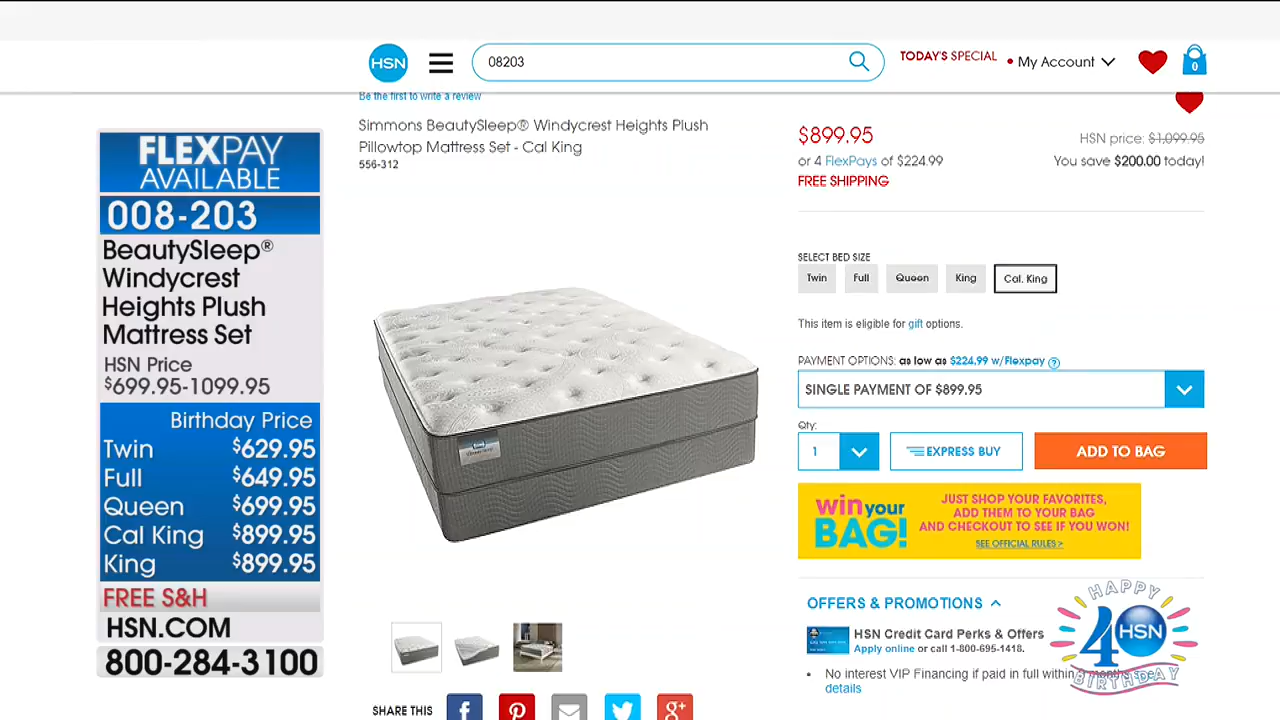 HSN
08203
TODAY'S SPECIAL
My Account
0
FLEXPAY
AVAILABLE
008-203
BeautySleep®
Windycrest
Heights Plush
Mattress Set
HSN Price
$699.95-1099.95
Birthday Price
Twin $629.95
Full $649.95
Queen $699.95
Cal King $899.95
King $899.95
FREE S&H
HSN.COM
800-284-3100
Be the first to write a review
Simmons BeautySleep® Windycrest Heights Plush
Pillowtop Mattress Set - Cal King
556-312
SHARE THIS
$899.95
HSN price: $1,099.95
or 4 FlexPays of $224.99
You save $200.00 today!
FREE SHIPPING
SELECT BED SIZE
Twin Full Queen King Cal. King
This item is eligible for gift options.
PAYMENT OPTIONS: as low as $224.99 w/Flexpay ?
SINGLE PAYMENT OF $899.95
Qty:
1
EXPRESS BUY
ADD TO BAG
win your
BAG!
JUST SHOP YOUR FAVORITES,
ADD THEM TO YOUR BAG
AND CHECKOUT TO SEE IF YOU WON!
SEE OFFICIAL RULES >
OFFERS & PROMOTIONS
HSN Credit Card Perks & Offers
Apply online or call 1-800-695-1418.
No interest VIP Financing if paid in full within
details
HAPPY
40
HSN
BIRTHDAY